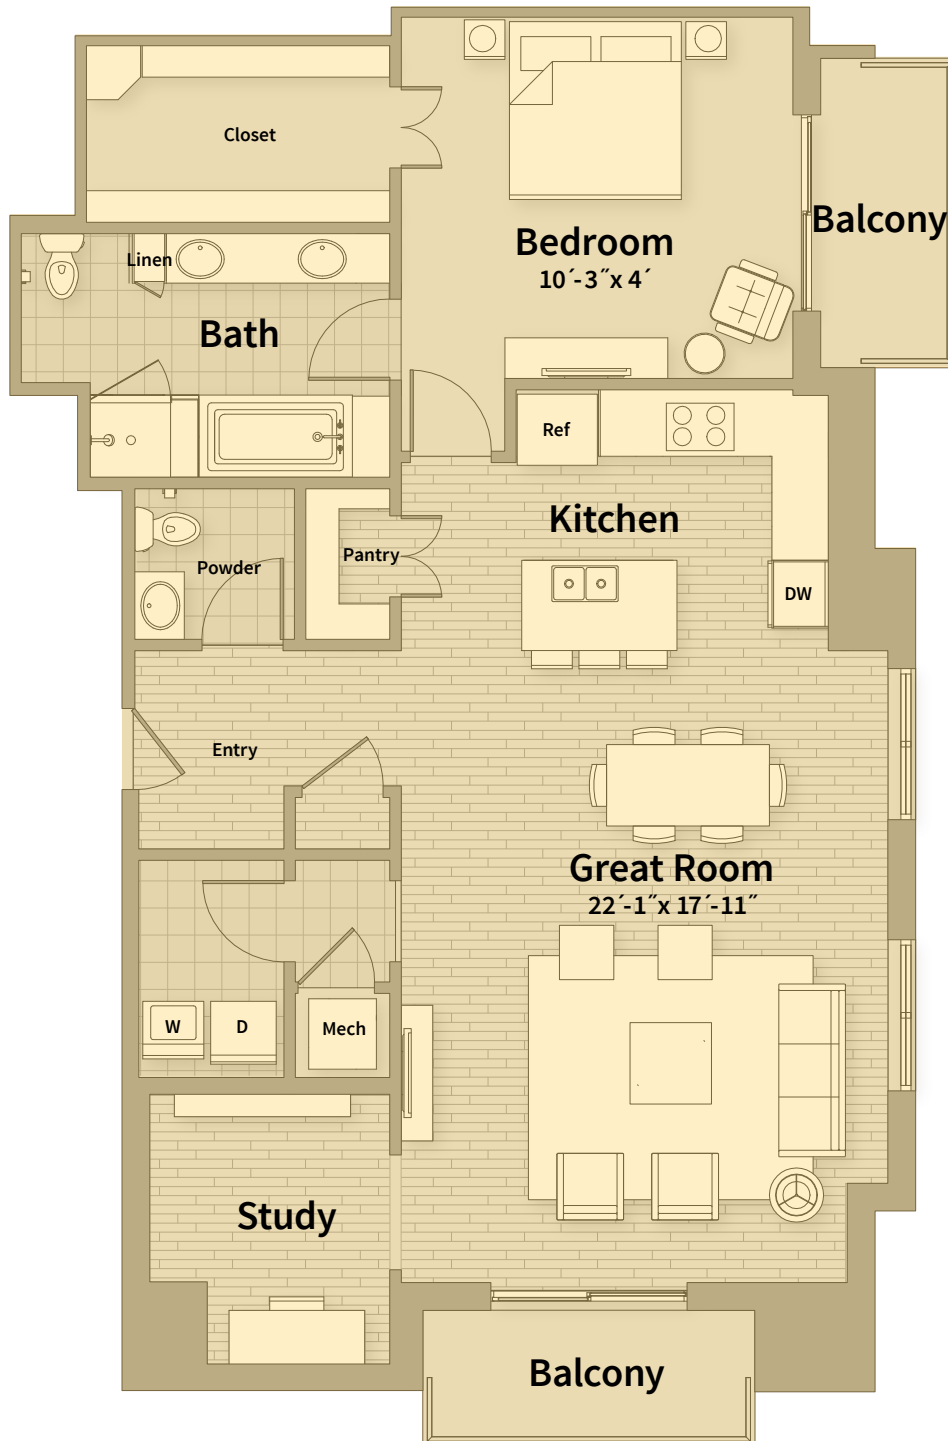 Closet
Balcony
Bedroom
10´-3˝x 4´
Linen
Bath
Ref
Kitchen
Pantry
Powder
DW
Entry
Great Room
22´-1˝x 17´-11˝
W
D
Mech
Study
Balcony